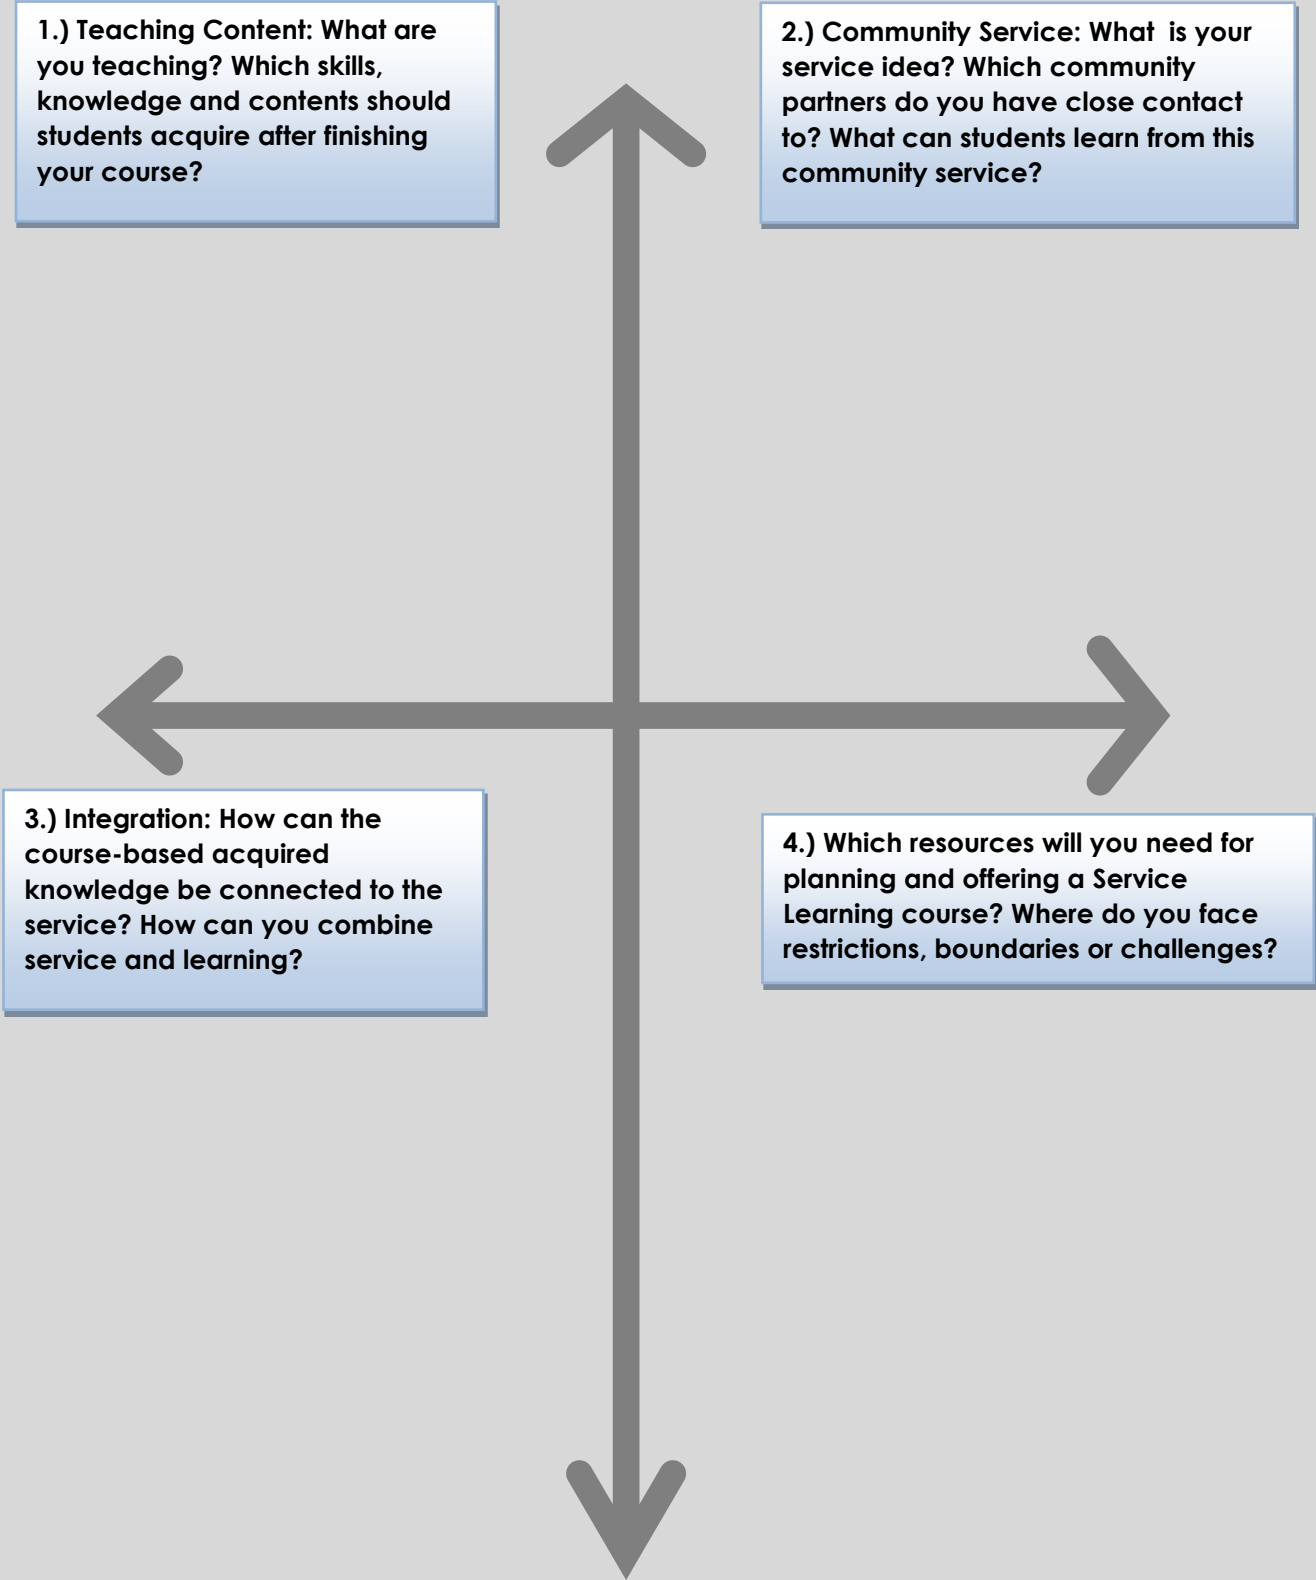 1.) Teaching Content: What are
you teaching? Which skills,
knowledge and contents should
students acquire after finishing
your course?
2.) Community Service: What  is your
service idea? Which community
partners do you have close contact
to? What can students learn from this
community service?
3.) Integration: How can the
course-based acquired
knowledge be connected to the
service? How can you combine
service and learning?
4.) Which resources will you need for
planning and offering a Service
Learning course? Where do you face
restrictions, boundaries or challenges?